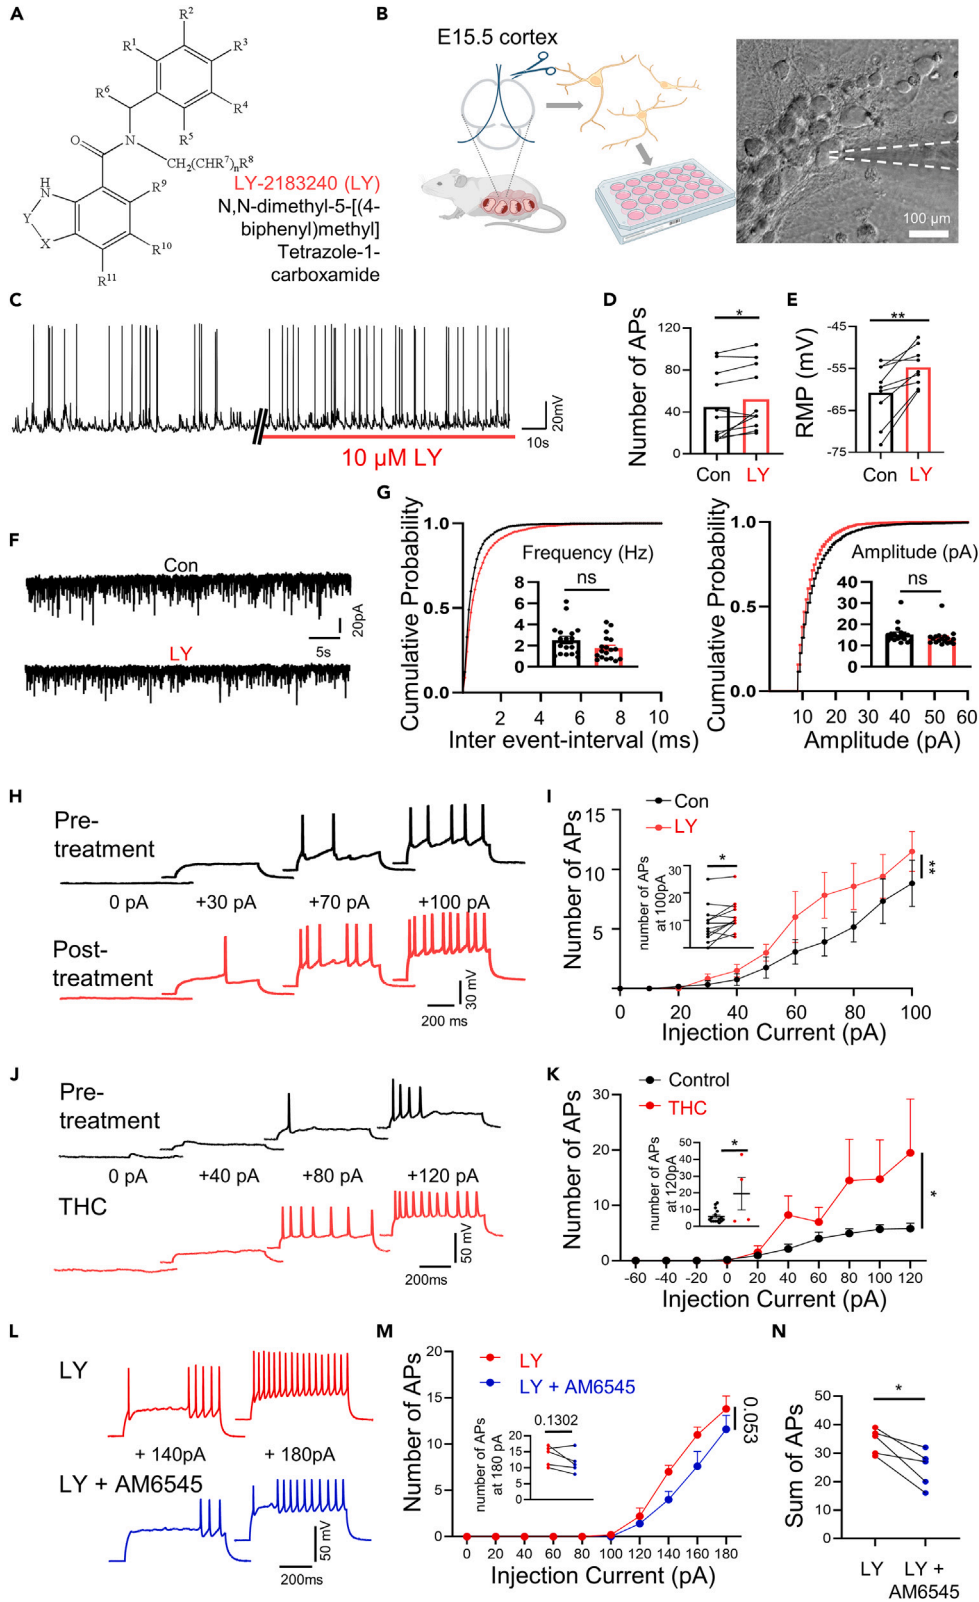 A
R1
R2
R3
R4
R5
R6
O
N
CH2(CHR7)nR8
H
N
Y
X
R9
R10
R11
LY-2183240 (LY)
N,N-dimethyl-5-[(4-
biphenyl)methyl]
Tetrazole-1-
carboxamide
B
E15.5 cortex
100 µm
C
20mV
10s
10 µM LY
D
Number of APs
120
80
40
0
*
Con LY
E
RMP (mV)
-45
-55
-65
-75
**
Con LY
F
Con
20pA
5s
LY
G
Cumulative Probability
1.0
0.5
0.0
Frequency (Hz)
ns
8
6
4
2
0
2 4 6 8 10
Inter event-interval (ms)
Cumulative Probability
1.0
0.5
0.0
Amplitude (pA)
ns
40
30
20
10
0
10 20 30 40 50 60
Amplitude (pA)
H
Pre-
treatment
0 pA +30 pA +70 pA +100 pA
Post-
treatment
30 mV
200 ms
I
Number of APs
15
10
5
Con
LY
number of APs
at 100pA
30
20
10
*
***
0 20 40 60 80 100
Injection Current (pA)
J
Pre-
treatment
0 pA +40 pA +80 pA +120 pA
THC
50 mV
200ms
K
Number of APs
30
20
10
0
Control
THC
number of APs
at 120pA
50
40
30
20
10
0
*
*
-60 -40 -20 0 20 40 60 80 100 120
Injection Current (pA)
L
LY
+ 140pA + 180pA
LY + AM6545
50 mV
200ms
M
Number of APs
20
15
10
5
0
LY
LY + AM6545
number of APs
at 180 pA
20
15
10
5
0
0.1302
0.053
0 20 40 60 80 100 120 140 160 180
Injection Current (pA)
N
Sum of APs
50
40
30
20
10
0
*
LY LY +
AM6545